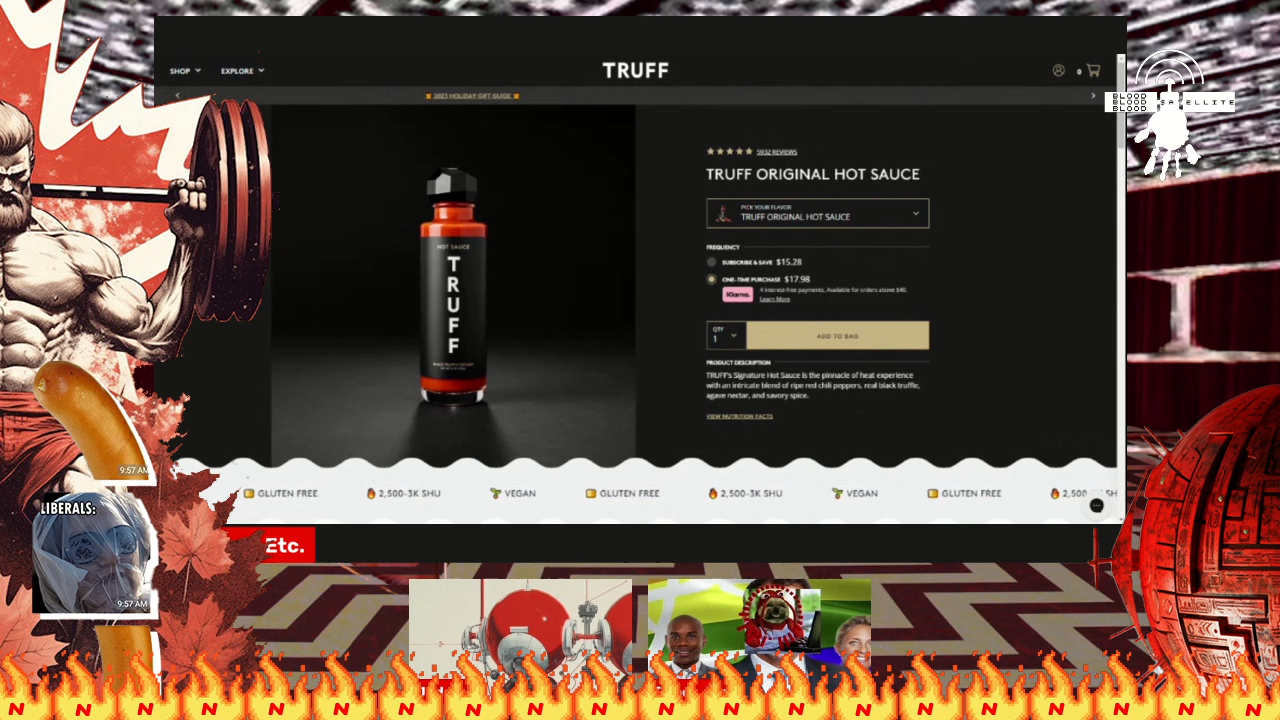 SHOP
EXPLORE
TRUFF
0
2023 HOLIDAY GIFT GUIDE
BLOOD
BLOOD SATELLITE
BLOOD
5932 REVIEWS
TRUFF ORIGINAL HOT SAUCE
PICK YOUR FLAVOR
TRUFF ORIGINAL HOT SAUCE
HOT SAUCE
TRUFF
FREQUENCY
SUBSCRIBE & SAVE $15.28
ONE-TIME PURCHASE $17.98
Klarna.
4 interest-free payments. Available for orders above $40.
Learn More
QTY
1
ADD TO BAG
PRODUCT DESCRIPTION
TRUFF's Signature Hot Sauce is the pinnacle of heat experience
with an intricate blend of ripe red chili peppers, real black truffle,
agave nectar, and savory spice.
VIEW NUTRITION FACTS
9:57 AM
GLUTEN FREE
2,500-3K SHU
VEGAN
GLUTEN FREE
2,500-3K SHU
VEGAN
GLUTEN FREE
2,500
SH
LIBERALS:
9:57 AM
Etc.
N N N N N N N N N N N N N N N N N N N N